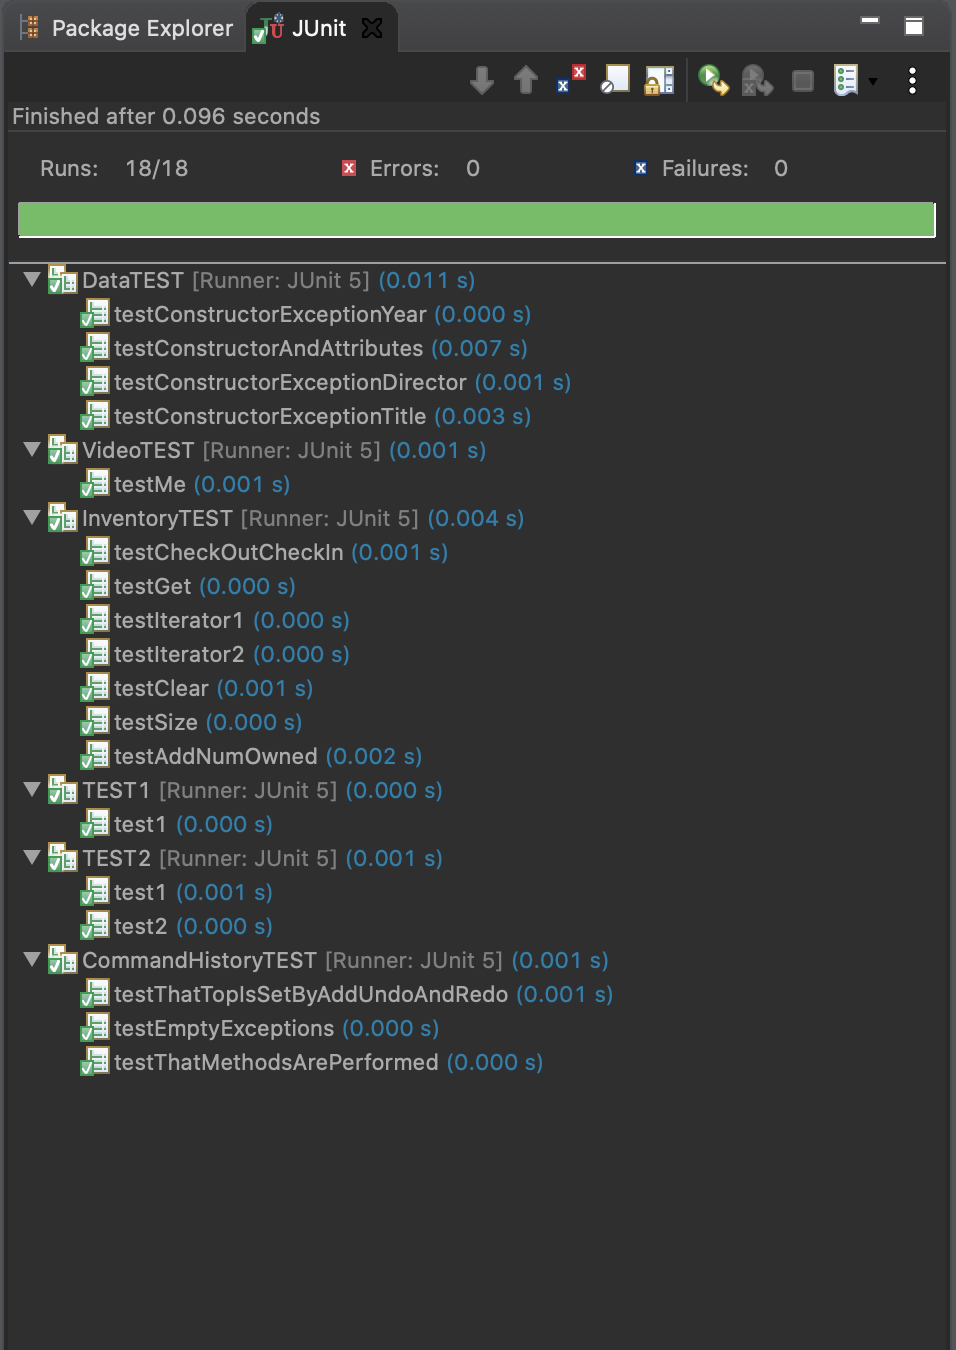 Package Explorer JUnit
Finished after 0.096 seconds
Runs: 18/18 Errors: 0 Failures: 0
DataTEST [Runner: JUnit 5] (0.011 s)
testConstructorExceptionYear (0.000 s)
testConstructorAndAttributes (0.007 s)
testConstructorExceptionDirector (0.001 s)
testConstructorExceptionTitle (0.003 s)
VideoTEST [Runner: JUnit 5] (0.001 s)
testMe (0.001 s)
InventoryTEST [Runner: JUnit 5] (0.004 s)
testCheckOutCheckIn (0.001 s)
testGet (0.000 s)
testIterator1 (0.000 s)
testIterator2 (0.000 s)
testClear (0.001 s)
testSize (0.000 s)
testAddNumOwned (0.002 s)
TEST1 [Runner: JUnit 5] (0.000 s)
test1 (0.000 s)
TEST2 [Runner: JUnit 5] (0.001 s)
test1 (0.001 s)
test2 (0.000 s)
CommandHistoryTEST [Runner: JUnit 5] (0.001 s)
testThatTopIsSetByAddUndoAndRedo (0.001 s)
testEmptyExceptions (0.000 s)
testThatMethodsArePerformed (0.000 s)